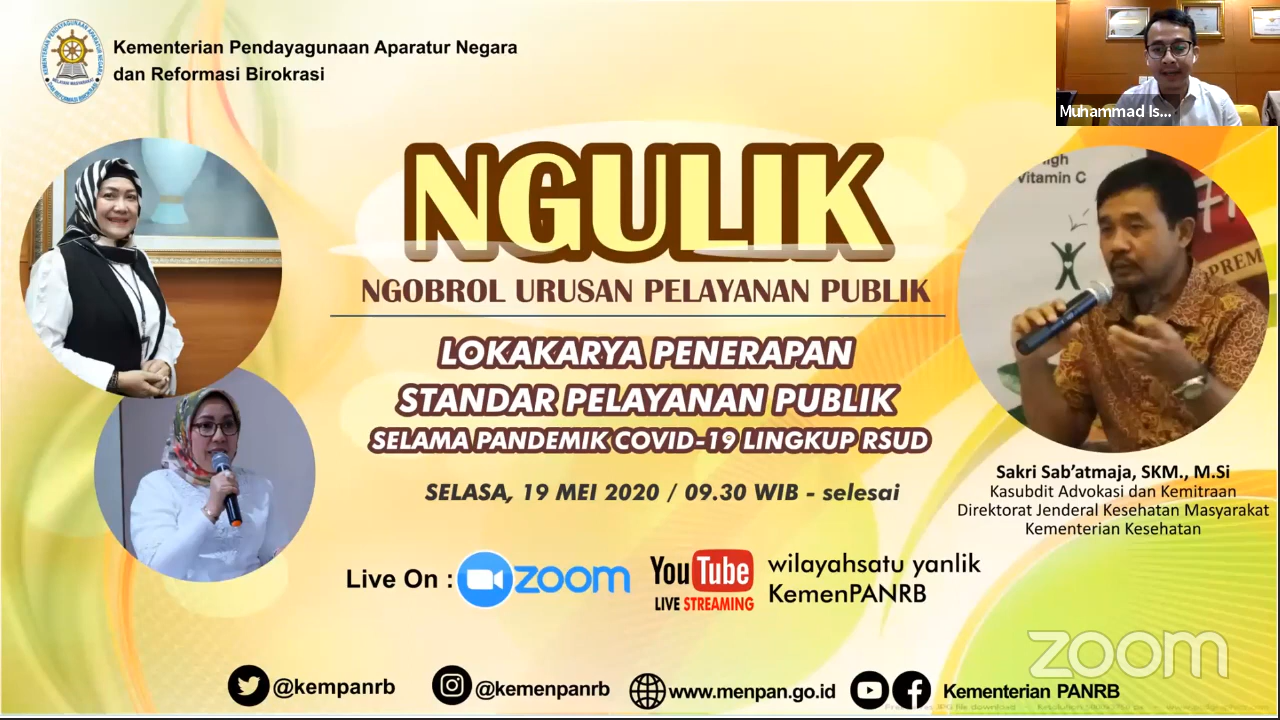 Kementerian Pendayagunaan Aparatur Negara
dan Reformasi Birokrasi
Muhammad Is...
NGULIK
NGOBROL URUSAN PELAYANAN PUBLIK
LOKAKARYA PENERAPAN
STANDAR PELAYANAN PUBLIK
SELAMA PANDEMIK COVID-19 LINGKUP RSUD
SELASA, 19 MEI 2020 / 09.30 WIB - selesai
Vitamin C
Sakri Sab'atmaja, SKM., M.Si
Kasubdit Advokasi dan Kemitraan
Direktorat Jenderal Kesehatan Masyarakat
Kementerian Kesehatan
Live On : zoom YouTube LIVE STREAMING
wilayahsatu yanlik
KemenPANRB
zoom
@kempanrb @kemenpanrb www.menpan.go.id Kementerian PANRB